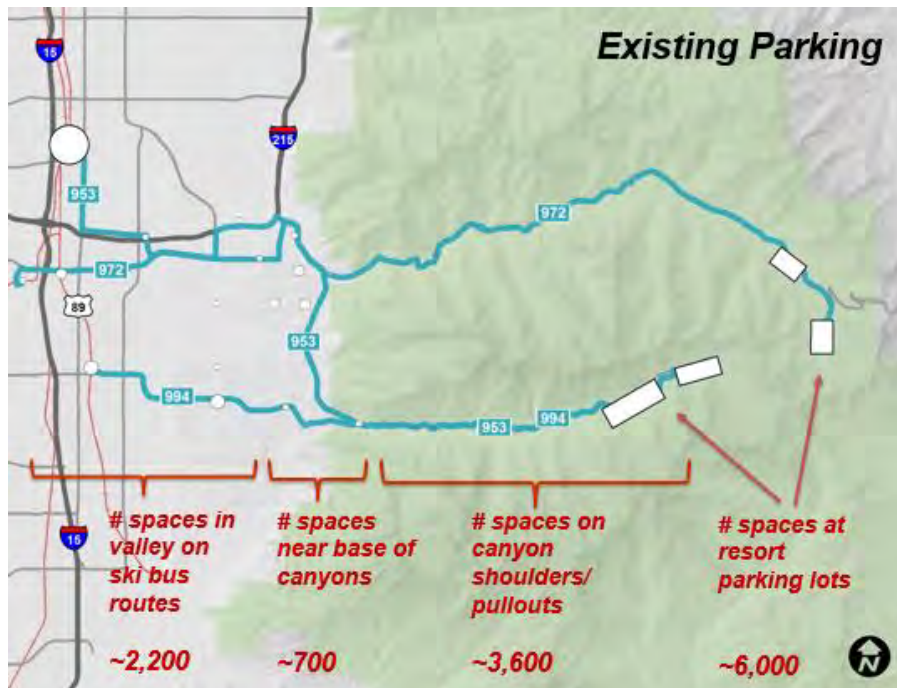 Existing Parking
15
215
953
972
972
89
953
994
953
994
15
# spaces in
valley on
ski bus
routes
~2,200
# spaces
near base of
canyons
~700
# spaces on
canyon
shoulders/
pullouts
~3,600
# spaces at
resort
parking lots
~6,000
N